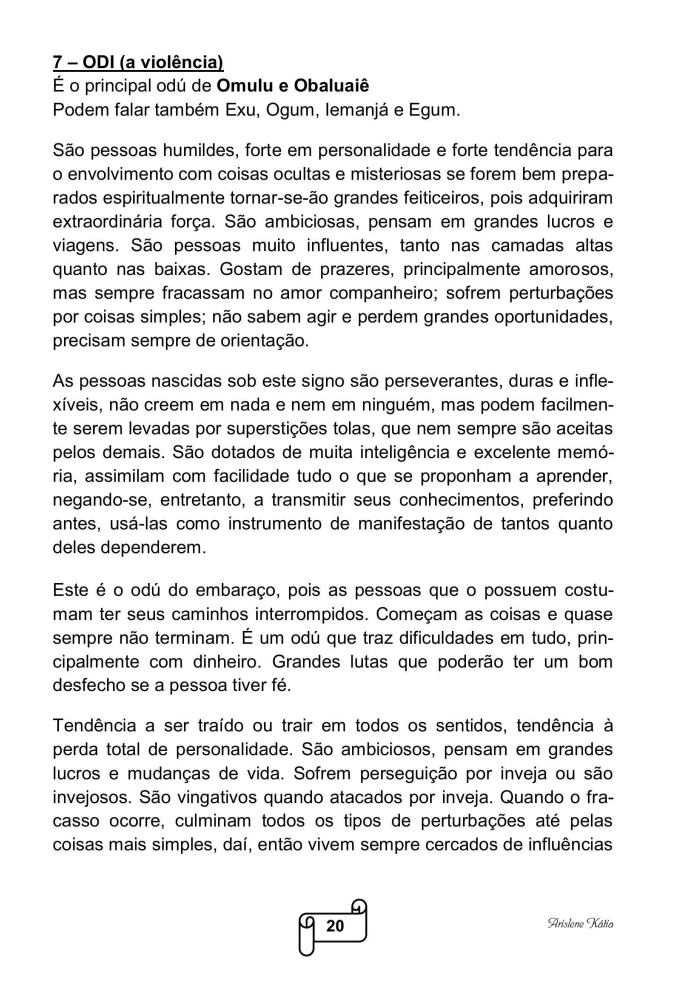 7 – ODI (a violência)
É o principal odú de Omulu e Obaluaiê
Podem falar também Exu, Ogum, Iemanjá e Egum.
São pessoas humildes, forte em personalidade e forte tendência para
o envolvimento com coisas ocultas e misteriosas se forem bem prepa-
rados espiritualmente tornar-se-ão grandes feiticeiros, pois adquiriram
extraordinária força. São ambiciosas, pensam em grandes lucros e
viagens. São pessoas muito influentes, tanto nas camadas altas
quanto nas baixas. Gostam de prazeres, principalmente amorosos,
mas sempre fracassam no amor companheiro; sofrem perturbações
por coisas simples; não sabem agir e perdem grandes oportunidades,
precisam sempre de orientação.
As pessoas nascidas sob este signo são perseverantes, duras e infle-
xíveis, não creem em nada e nem em ninguém, mas podem facilmen-
te serem levadas por superstições tolas, que nem sempre são aceitas
pelos demais. São dotados de muita inteligência e excelente memó-
ria, assimilam com facilidade tudo o que se proponham a aprender,
negando-se, entretanto, a transmitir seus conhecimentos, preferindo
antes, usá-las como instrumento de manifestação de tantos quanto
deles dependerem.
Este é o odú do embaraço, pois as pessoas que o possuem costu-
mam ter seus caminhos interrompidos. Começam as coisas e quase
sempre não terminam. É um odú que traz dificuldades em tudo, prin-
cipalmente com dinheiro. Grandes lutas que poderão ter um bom
desfecho se a pessoa tiver fé.
Tendência a ser traído ou trair em todos os sentidos, tendência à
perda total de personalidade. São ambiciosos, pensam em grandes
lucros e mudanças de vida. Sofrem perseguição por inveja ou são
invejosos. São vingativos quando atacados por inveja. Quando o fra-
casso ocorre, culminam todos os tipos de perturbações até pelas
coisas mais simples, daí, então vivem sempre cercados de influências
20
Arislene Kátia